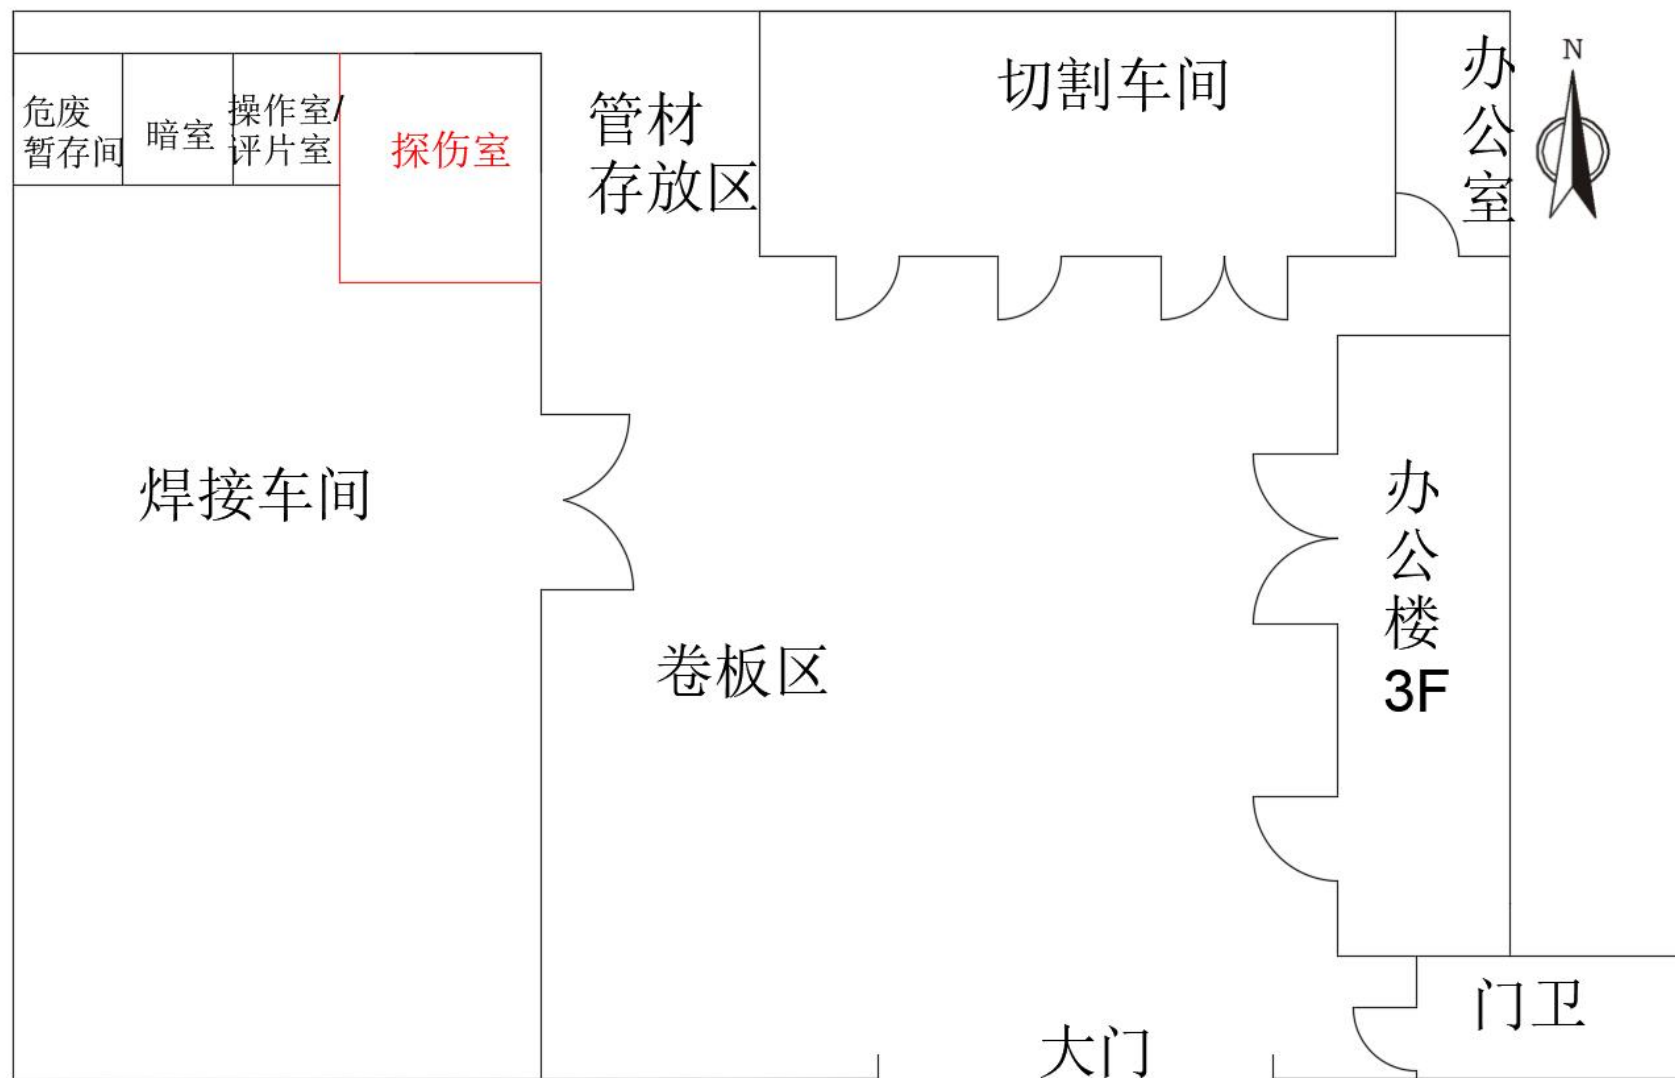 危废
暂存间
暗室
操作室/
评片室
探伤室
管材
存放区
切割车间
办
公
室
N
焊接车间
卷板区
办
公
楼
3F
门卫
大门